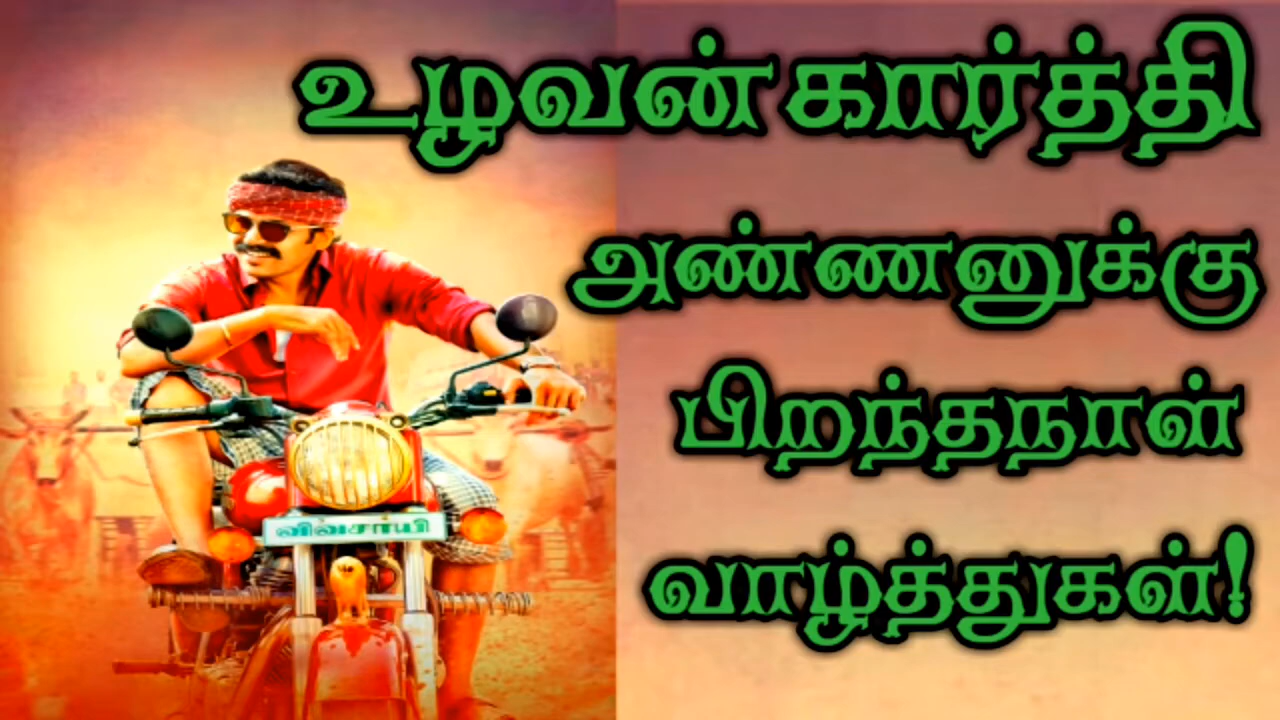 உழவன் கார்த்தி
அண்ணனுக்கு
பிறந்தநாள்
வாழ்த்துகள்!
விவசாயி